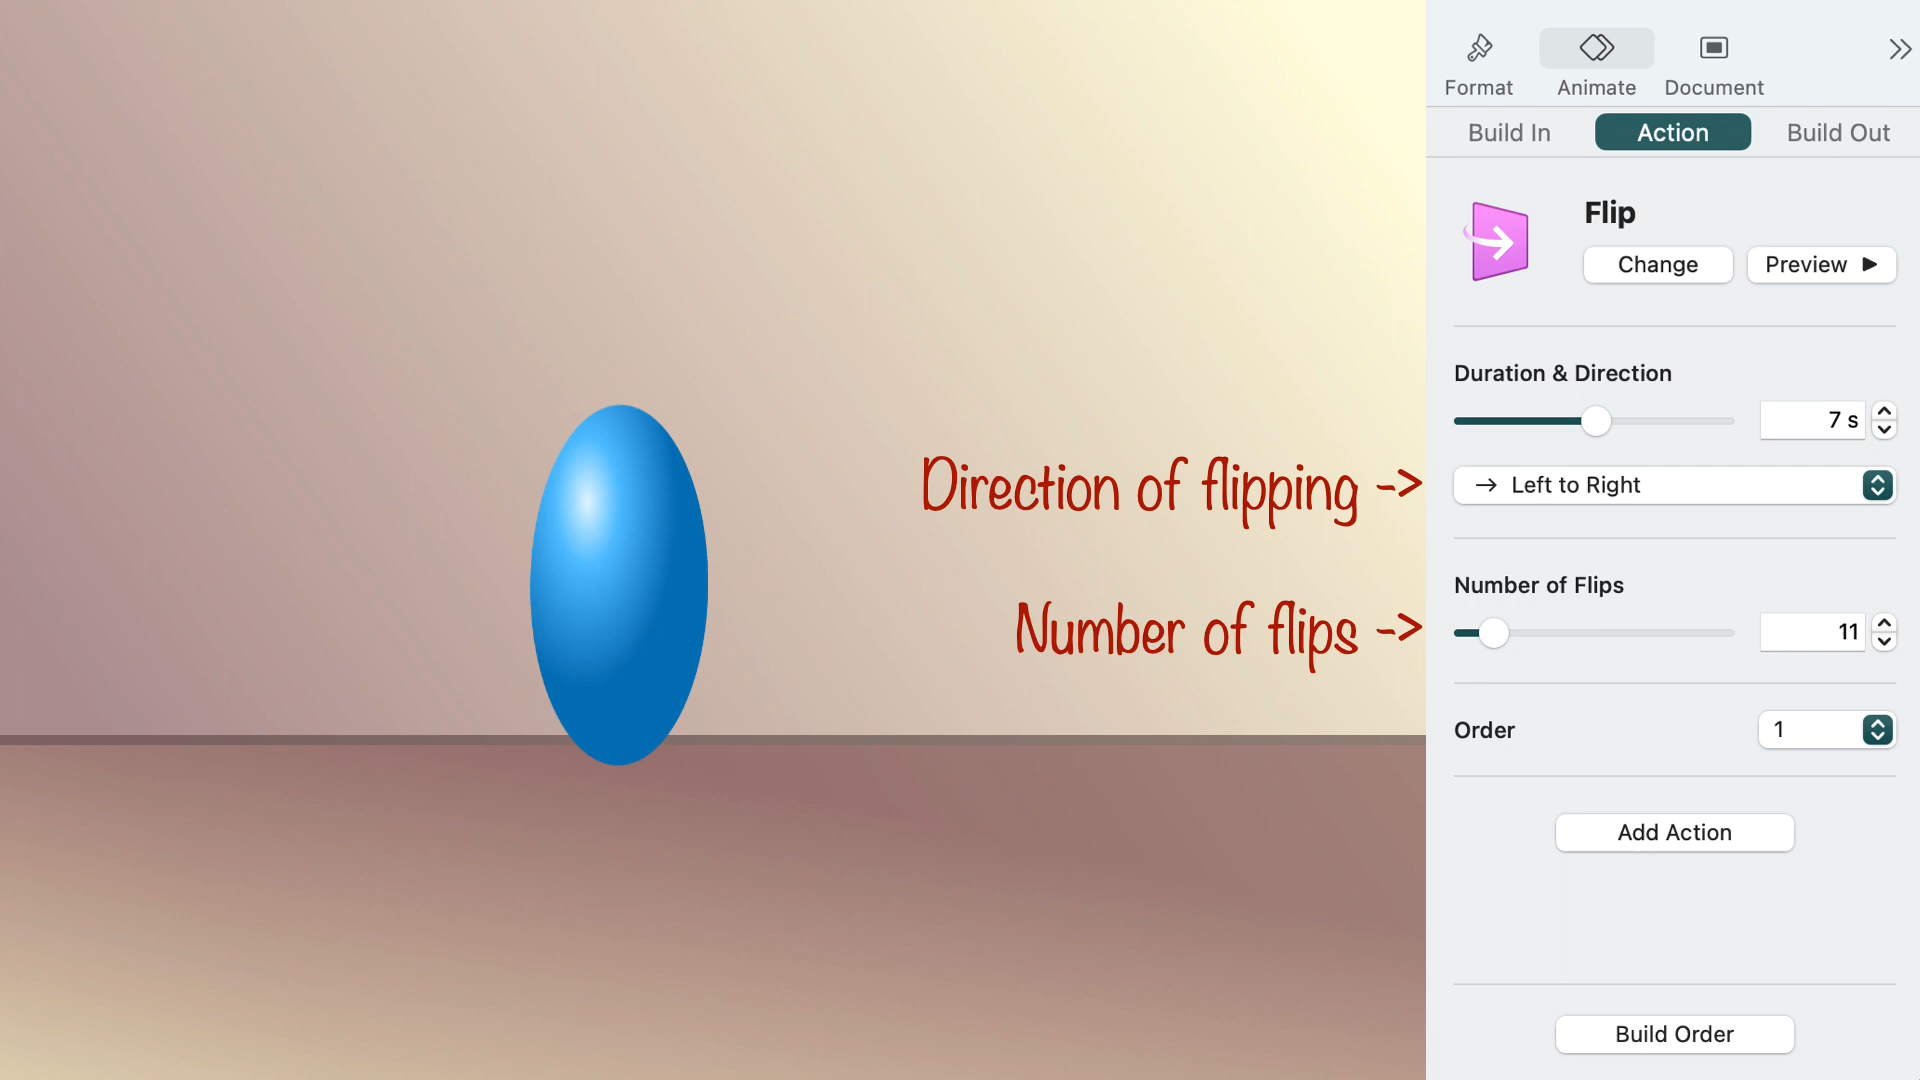 Format
Animate
Document
Build In
Action
Build Out
Flip
Change
Preview
Duration & Direction
7 s
Direction of flipping ->
Left to Right
Number of Flips
Number of flips ->
11
Order
1
Add Action
Build Order